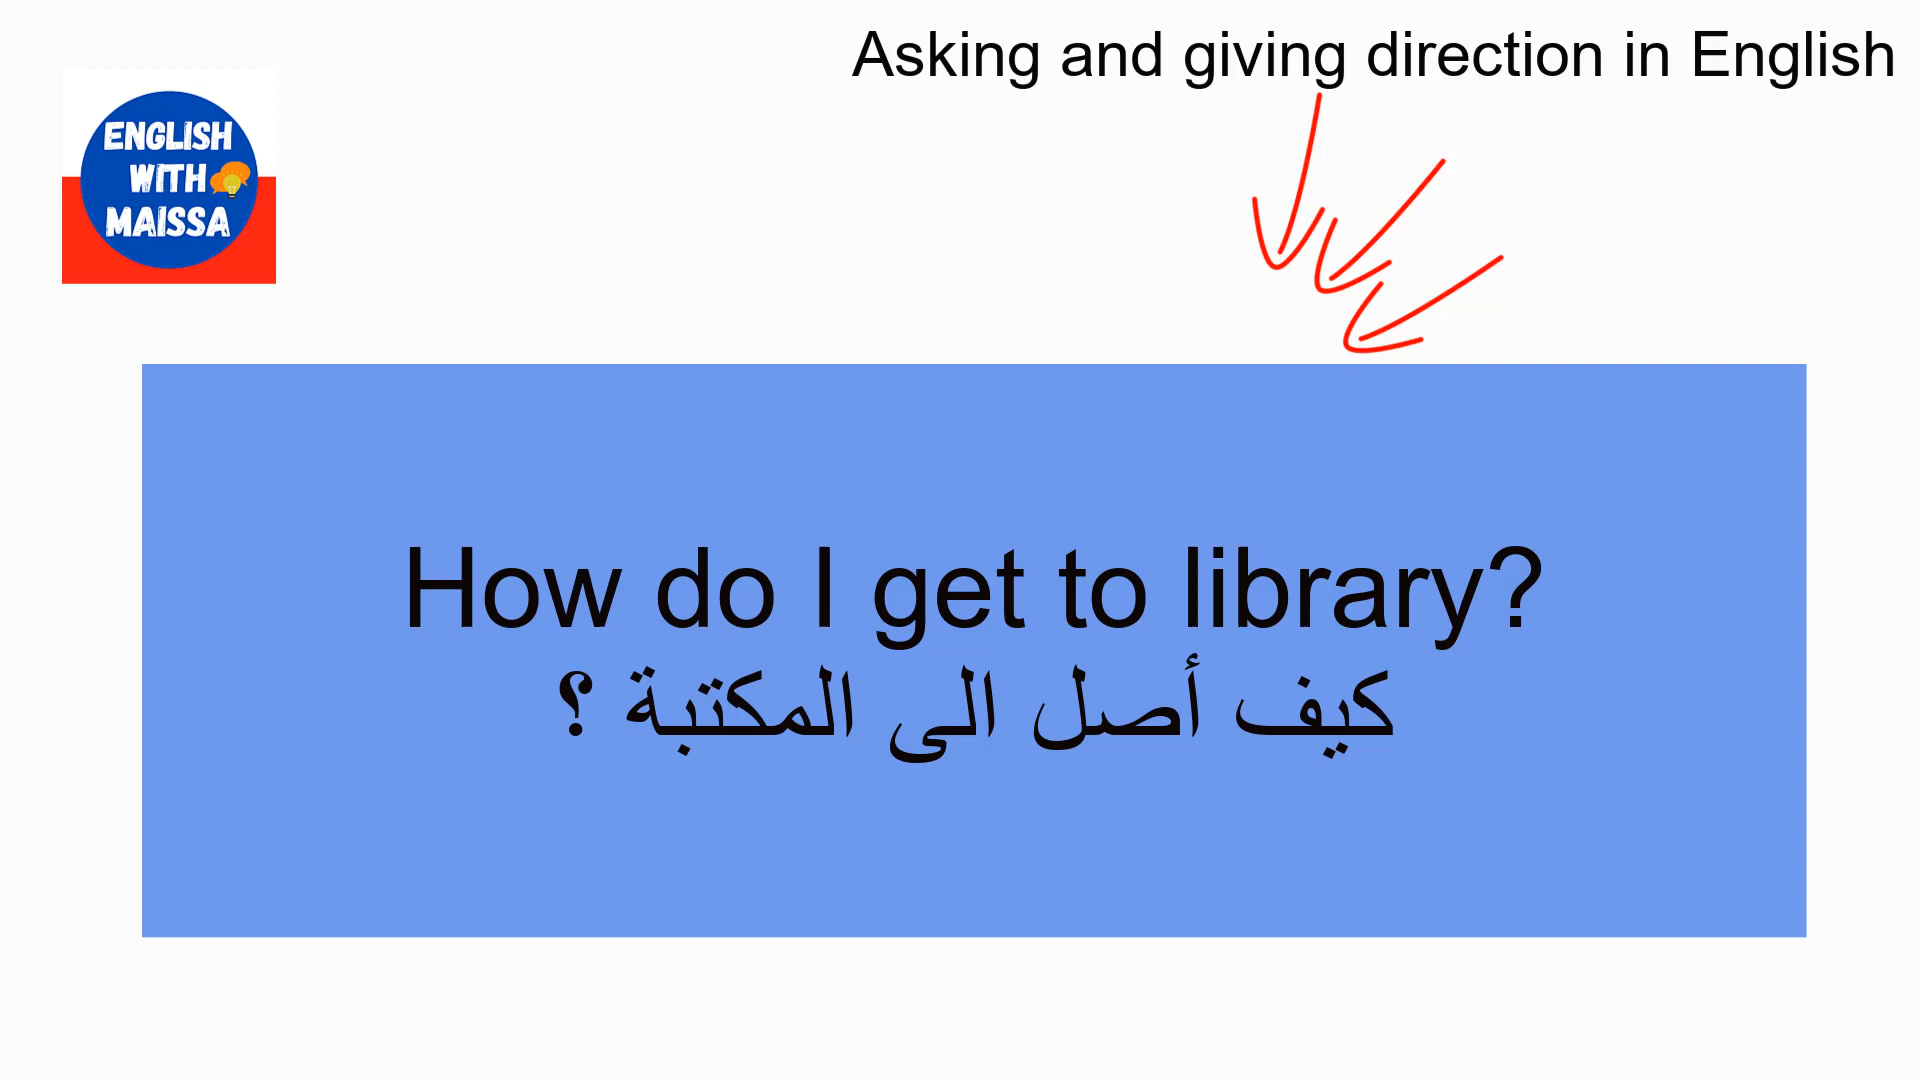 Asking and giving direction in English
ENGLISH
WITH
MAISSA
How do I get to library?
كيف أصل الى المكتبة ؟